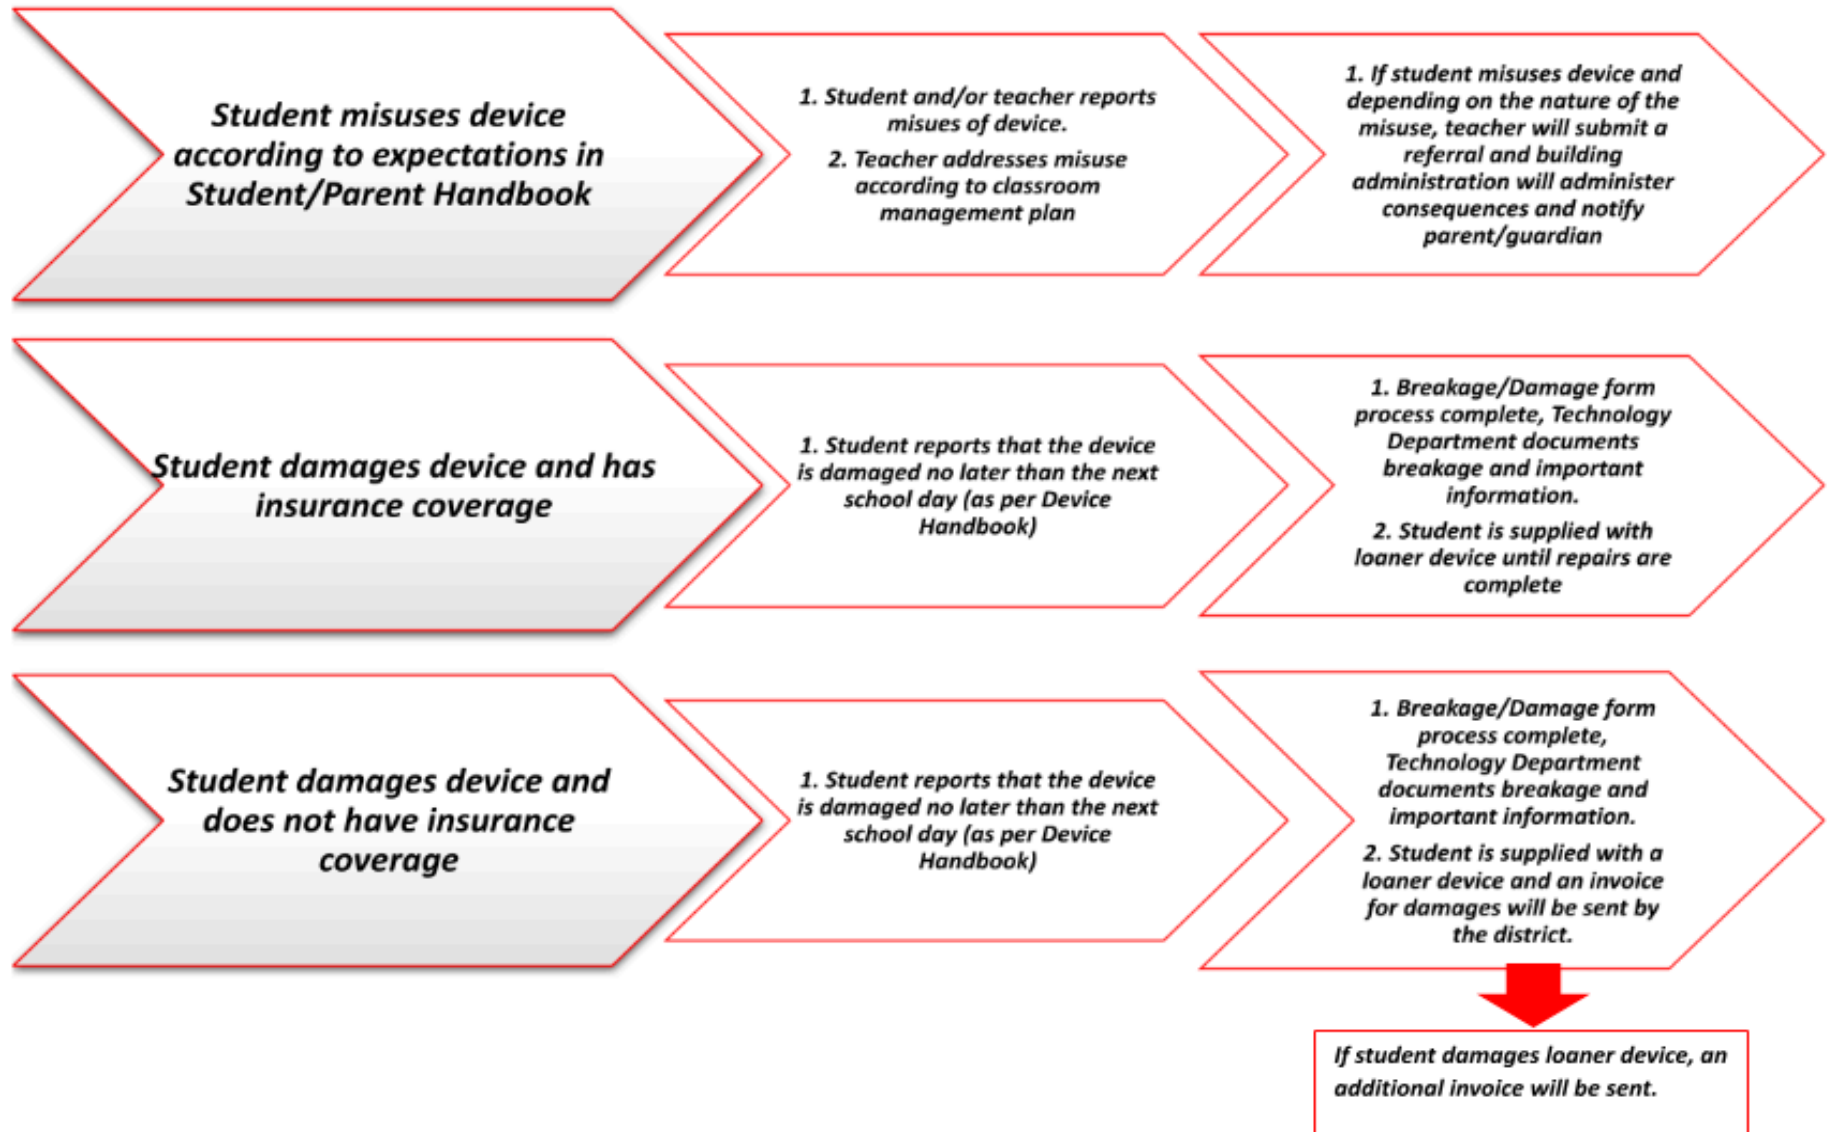 Student misuses device
according to expectations in
Student/Parent Handbook
1. Student and/or teacher reports
misues of device.
2. Teacher addresses misuse
according to classroom
management plan
1. If student misuses device and
depending on the nature of the
misuse, teacher will submit a
referral and building
administration will administer
consequences and notify
parent/guardian
Student damages device and has
insurance coverage
1. Student reports that the device
is damaged no later than the next
school day (as per Device
Handbook)
1. Breakage/Damage form
process complete, Technology
Department documents
breakage and important
information.
2. Student is supplied with
loaner device until repairs are
complete
Student damages device and
does not have insurance
coverage
1. Student reports that the device
is damaged no later than the next
school day (as per Device
Handbook)
1. Breakage/Damage form
process complete,
Technology Department
documents breakage and
important information.
2. Student is supplied with a
loaner device and an invoice
for damages will be sent by
the district.
If student damages loaner device, an
additional invoice will be sent.